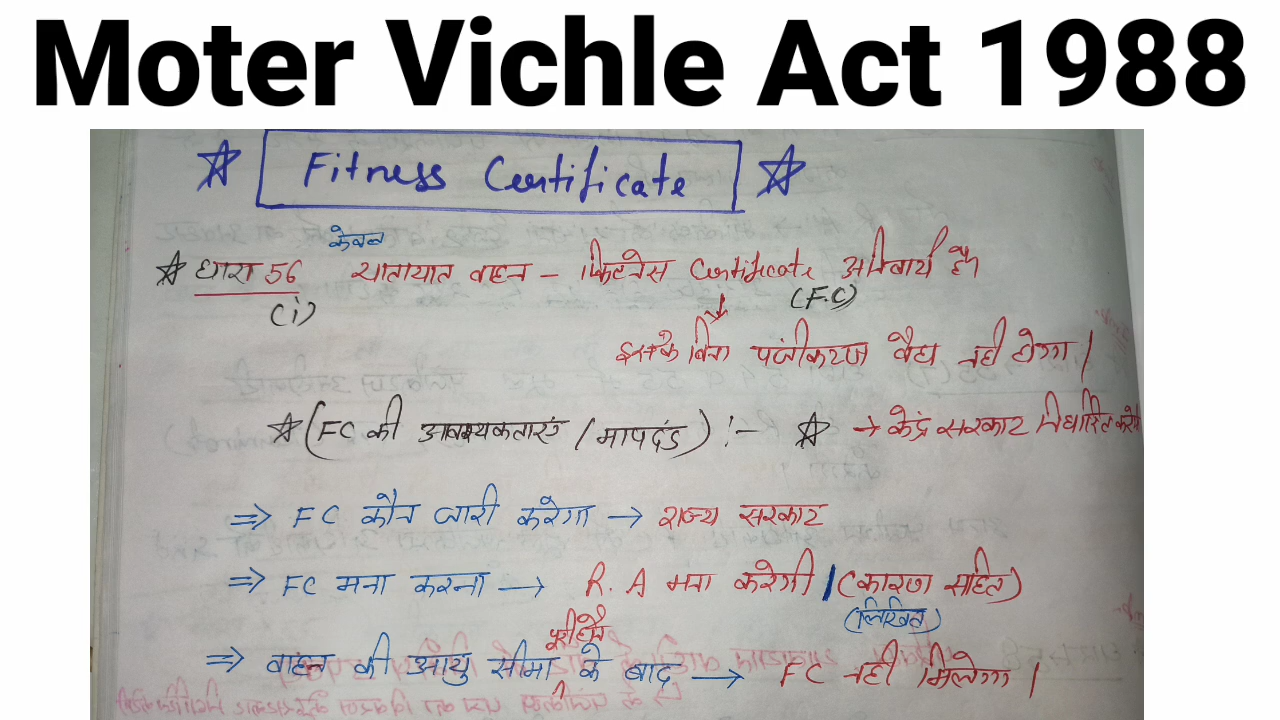 Moter Vichle Act 1988
☆ Fitness Certificate ☆
केवल
☆ धारा 56 यातायात वाहन – फिटनेस Certificate अनिवार्य है।
(i) (F.C)
इसके बिना पंजीकरण वैद्य नही होगा।
☆ (FC की आवश्यकताएं / मापदंड) :– ☆ → केंद्र सरकार निर्धारित करेगी
⇒ FC कौन जारी करेगा → राज्य सरकार
⇒ FC मना करना → R.A मना करेगी / (कारण सहित)
(लिखित)
पूरी होने
⇒ वाहन की आयु सीमा के बाद → FC नही मिलेगा।